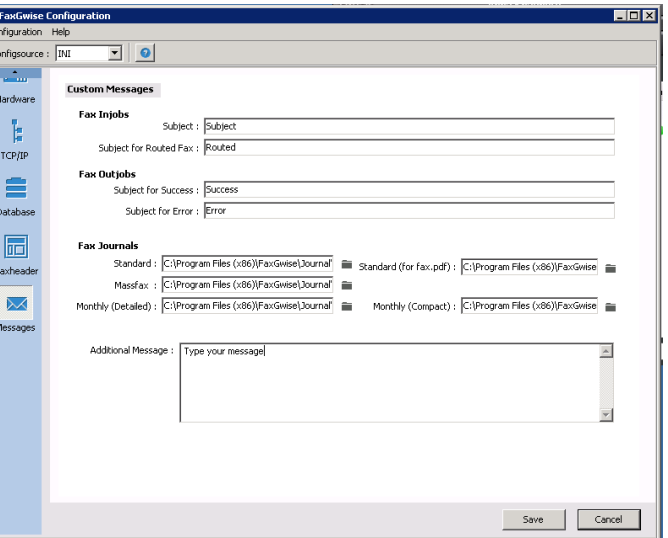 FaxGwise Configuration
nfiguration Help
onfigsource : INI
ardware
TCP/IP
atabase
axheader
essages
Custom Messages
Fax Injobs
Subject : Subject
Subject for Routed Fax : Routed
Fax Outjobs
Subject for Success : Success
Subject for Error : Error
Fax Journals
Standard : C:\Program Files (x86)\FaxGwise\Journal Standard (for fax.pdf) : C:\Program Files (x86)\FaxGwise
Massfax : C:\Program Files (x86)\FaxGwise\Journal
Monthly (Detailed) : C:\Program Files (x86)\FaxGwise\Journal Monthly (Compact) : C:\Program Files (x86)\FaxGwise
Additional Message : Type your message
Save Cancel